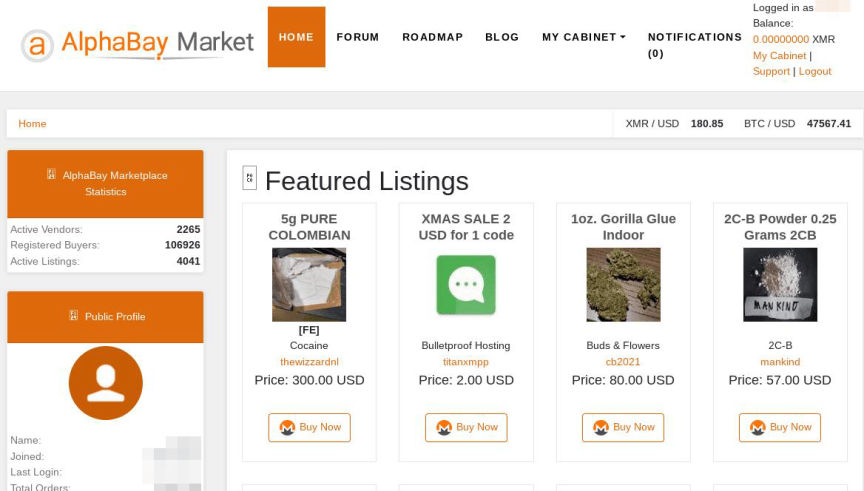 AlphaBay Market
HOME FORUM ROADMAP BLOG MY CABINET NOTIFICATIONS
(0)
Logged in as
Balance:
0.00000000 XMR
My Cabinet |
Support | Logout
Home
XMR / USD 180.85 BTC / USD 47567.41
AlphaBay Marketplace
Statistics
Active Vendors: 2265
Registered Buyers: 106926
Active Listings: 4041
Public Profile
Name:
Joined:
Last Login:
Total Orders:
Featured Listings
5g PURE
COLOMBIAN
[FE]
Cocaine
thewizzardnl
Price: 300.00 USD
Buy Now
XMAS SALE 2
USD for 1 code
Bulletproof Hosting
titanxmpp
Price: 2.00 USD
Buy Now
1oz. Gorilla Glue
Indoor
Buds & Flowers
cb2021
Price: 80.00 USD
Buy Now
2C-B Powder 0.25
Grams 2CB
MANKIND
2C-B
mankind
Price: 57.00 USD
Buy Now